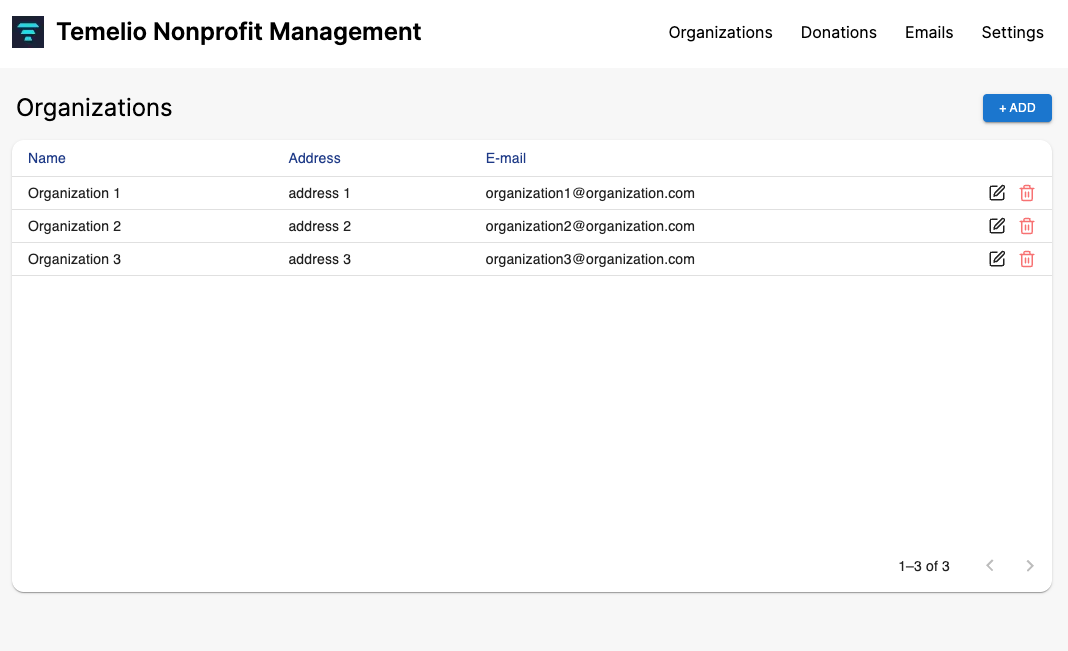 Temelio Nonprofit Management
Organizations Donations Emails Settings
Organizations
+ ADD
Name Address E-mail
Organization 1 address 1 organization1@organization.com
Organization 2 address 2 organization2@organization.com
Organization 3 address 3 organization3@organization.com
1–3 of 3